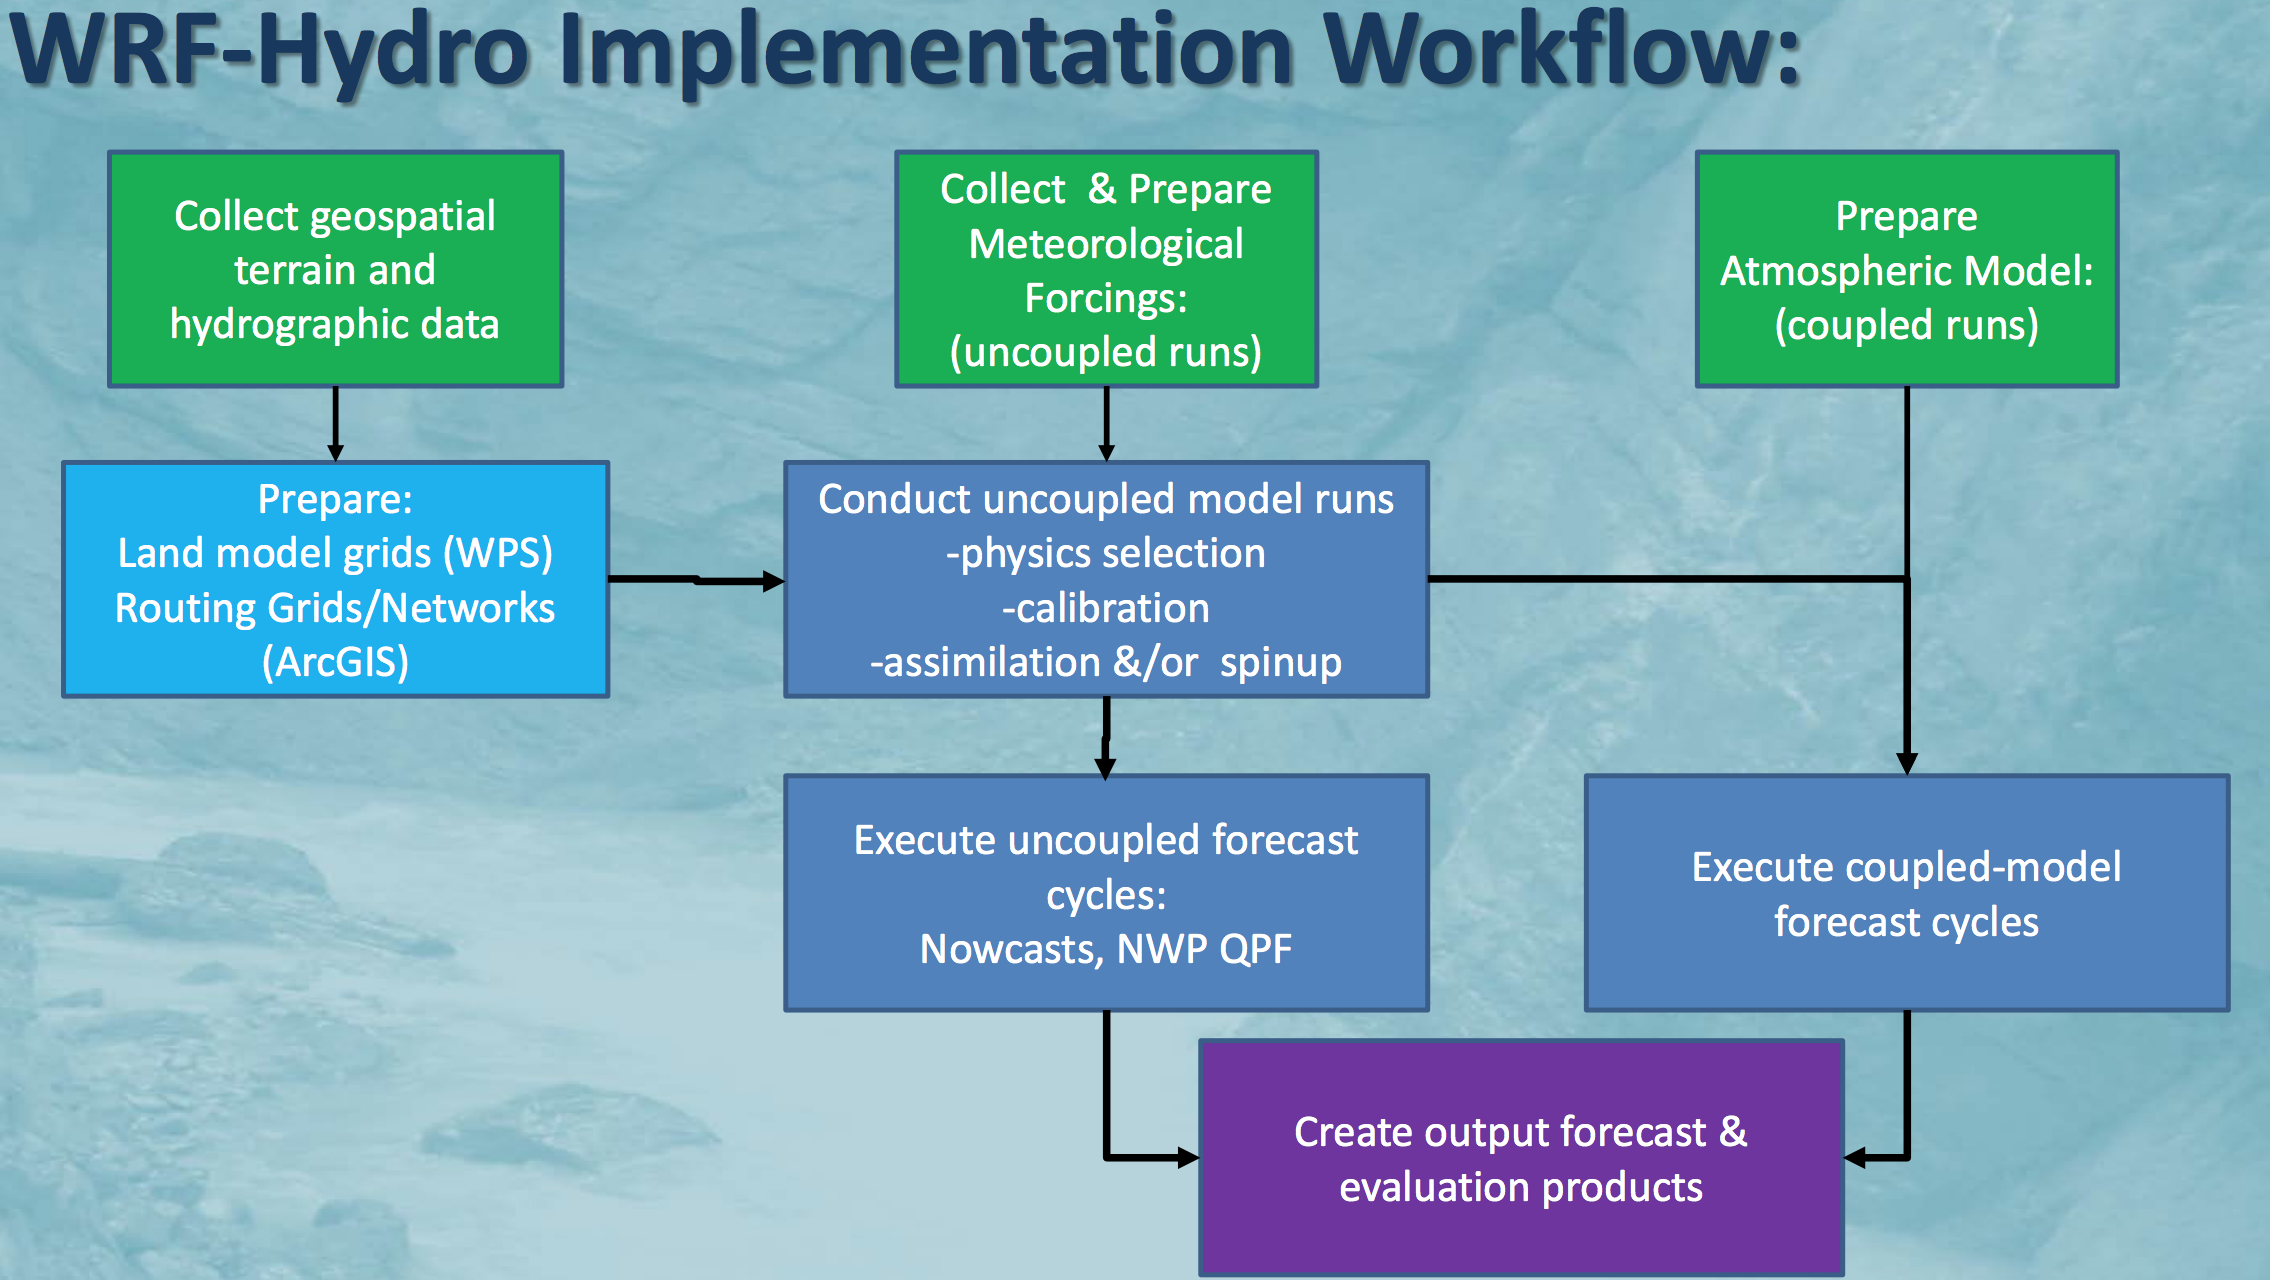 WRF-Hydro Implementation Workflow:
Collect geospatial
terrain and
hydrographic data
Collect & Prepare
Meteorological
Forcings:
(uncoupled runs)
Prepare
Atmospheric Model:
(coupled runs)
Prepare:
Land model grids (WPS)
Routing Grids/Networks
(ArcGIS)
Conduct uncoupled model runs
-physics selection
-calibration
-assimilation &/or spinup
Execute uncoupled forecast
cycles:
Nowcasts, NWP QPF
Execute coupled-model
forecast cycles
Create output forecast &
evaluation products